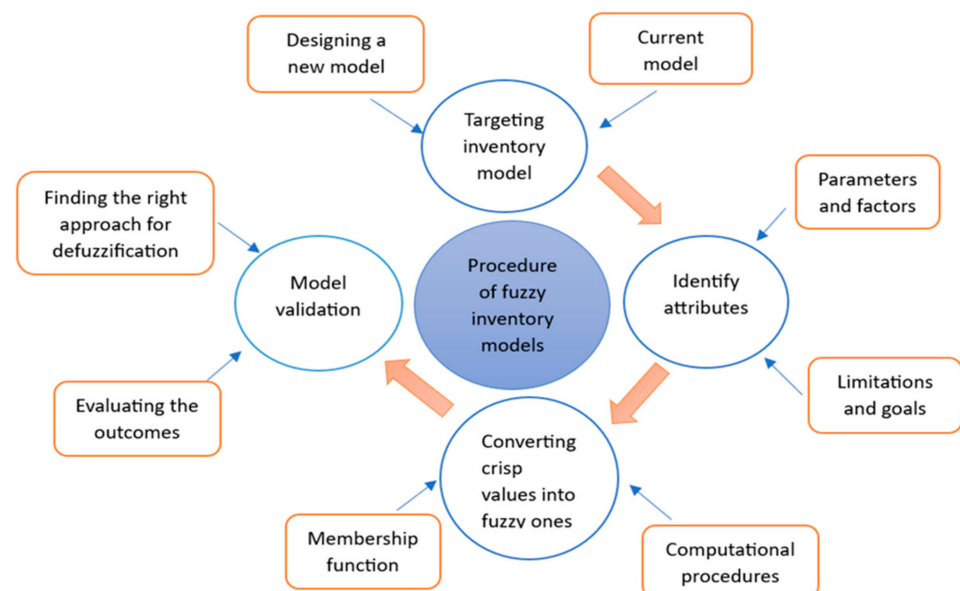 Designing a
new model
Current
model
Targeting
inventory
model
Finding the right
approach for
defuzzification
Parameters
and factors
Model
validation
Procedure
of fuzzy
inventory
models
Identify
attributes
Evaluating the
outcomes
Limitations
and goals
Converting
crisp
values into
fuzzy ones
Membership
function
Computational
procedures